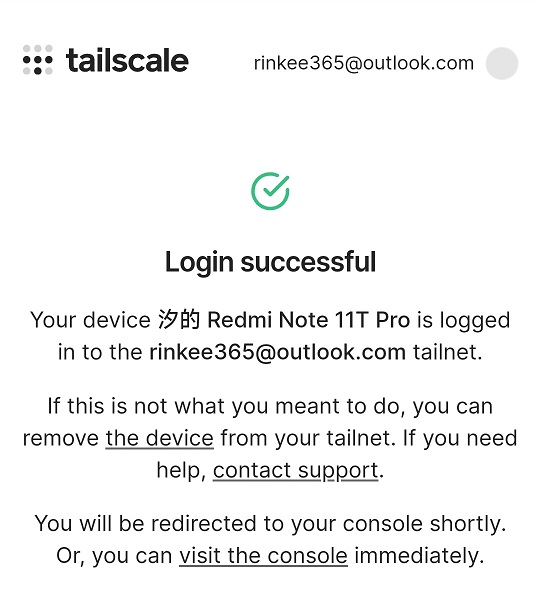 tailscale
rinkee365@outlook.com
Login successful
Your device 汐的 Redmi Note 11T Pro is logged
in to the rinkee365@outlook.com tailnet.
If this is not what you meant to do, you can
remove the device from your tailnet. If you need
help, contact support.
You will be redirected to your console shortly.
Or, you can visit the console immediately.